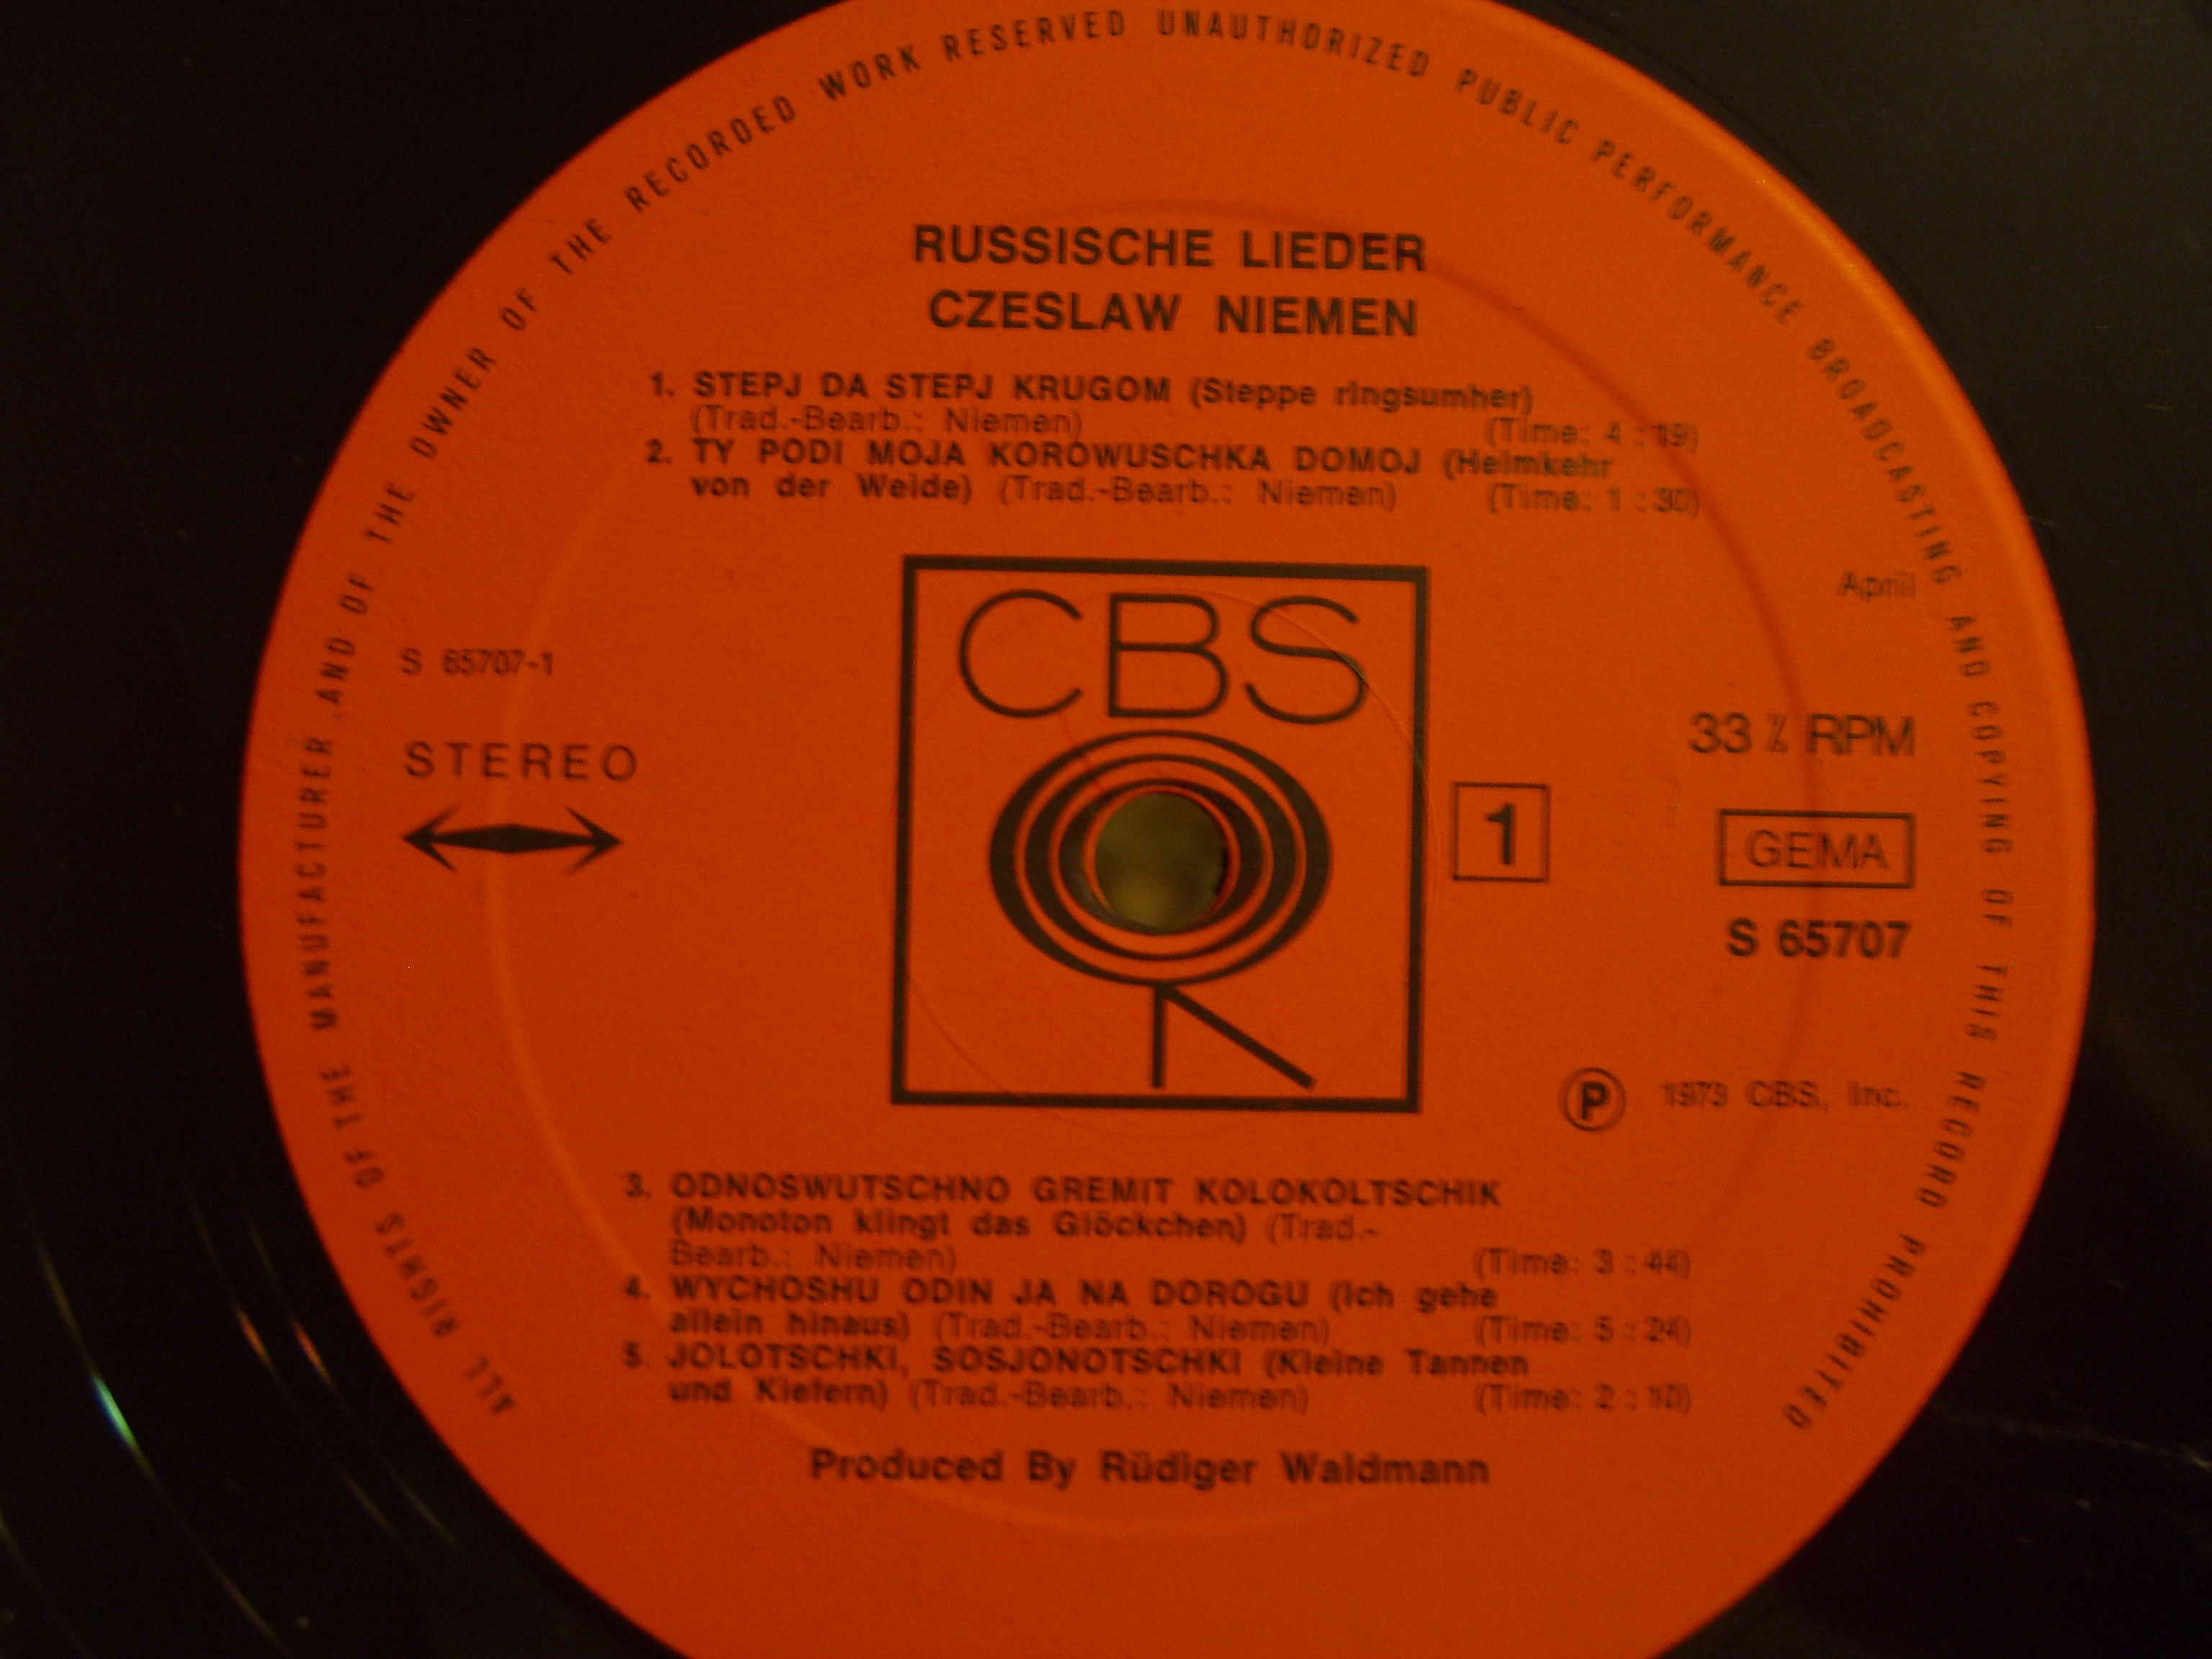 ALL RIGHTS OF THE MANUFACTURER AND OF THE OWNER OF THE RECORDED WORK RESERVED UNAUTHORIZED PUBLIC PERFORMANCE BROADCASTING AND COPYING OF THIS RECORD PROHIBITED
RUSSISCHE LIEDER
CZESLAW NIEMEN
1. STEPJ DA STEPJ KRUGOM (Steppe ringsumher)
(Trad.-Bearb.: Niemen) (Time: 4 : 19)
2. TY PODI MOJA KOROWUSCHKA DOMOJ (Heimkehr
von der Weide) (Trad.-Bearb.: Niemen) (Time: 1 : 30)
April
S 65707-1
STEREO
CBS
33 ⅓ RPM
1
GEMA
S 65707
Ⓟ 1973 CBS, Inc.
3. ODNOSWUTSCHNO GREMIT KOLOKOLTSCHIK
(Monoton klingt das Glöckchen) (Trad.-
Bearb.: Niemen) (Time: 3 : 44)
4. WYCHOSHU ODIN JA NA DOROGU (Ich gehe
allein hinaus) (Trad.-Bearb.: Niemen) (Time: 5 : 24)
5. JOLOTSCHKI, SOSJONOTSCHKI (Kleine Tannen
und Kiefern) (Trad.-Bearb.: Niemen) (Time: 2 : 10)
Produced By Rüdiger Waldmann